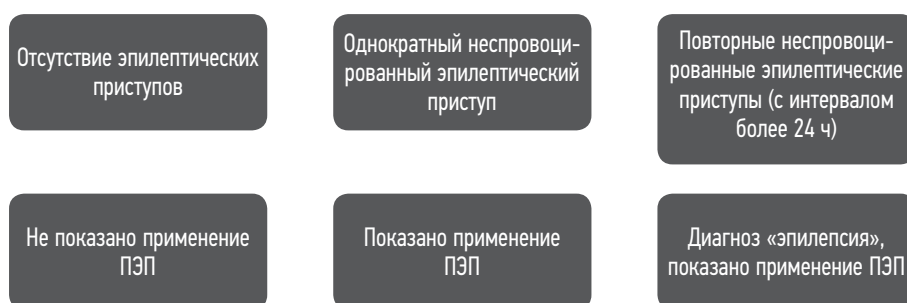 Отсутствие эпилептических
приступов
Однократный неспровоци-
рованный эпилептический
приступ
Повторные неспровоци-
рованные эпилептические
приступы (с интервалом
более 24 ч)
Не показано применение
ПЭП
Показано применение
ПЭП
Диагноз «эпилепсия»,
показано применение ПЭП